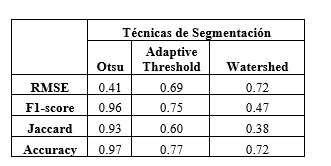 Técnicas de Segmentación
Otsu Adaptive Threshold Watershed
RMSE 0.41 0.69 0.72
F1-score 0.96 0.75 0.47
Jaccard 0.93 0.60 0.38
Accuracy 0.97 0.77 0.72